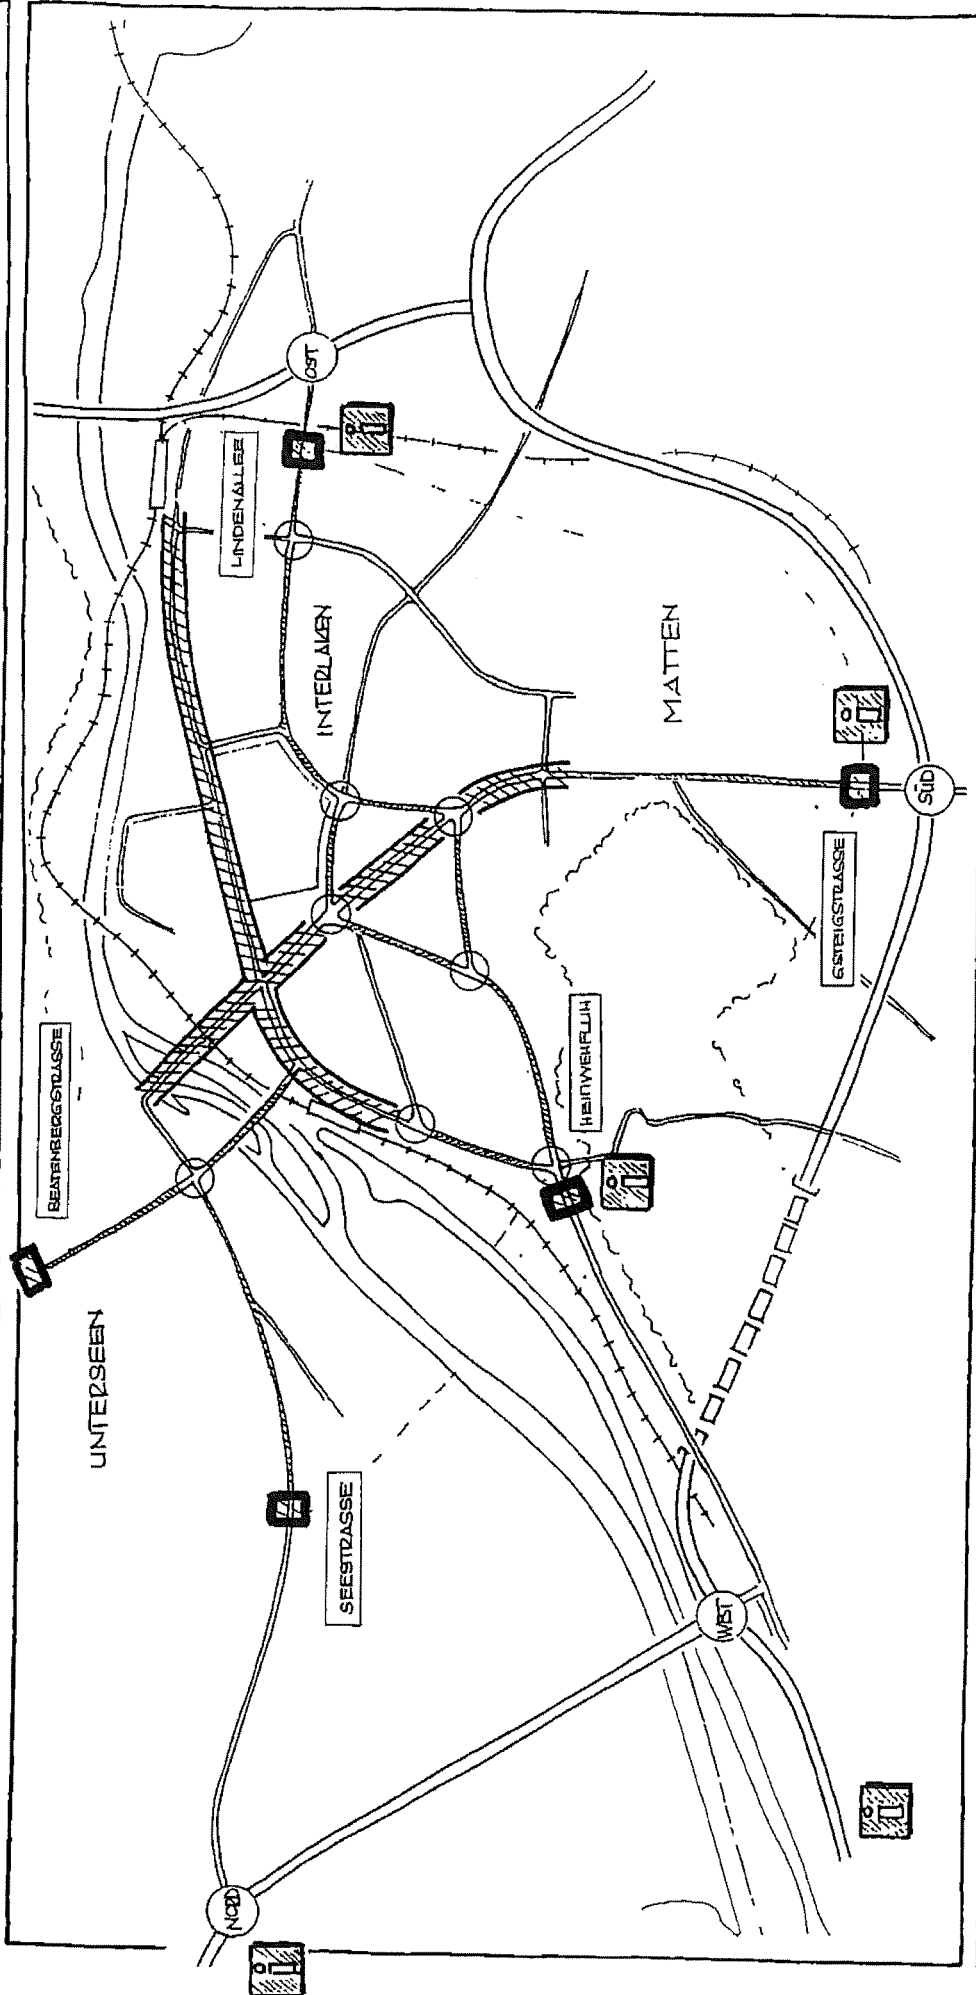 BEATENBERGSTRASSE
UNTERSEEN
SEESTRASSE
NORD
WEST
HEIMWEHFLUH
INTERLAKEN
LINDENALLEE
OST
MATTEN
GSTEIGSTRASSE
SÜD
i
i
i
i
i